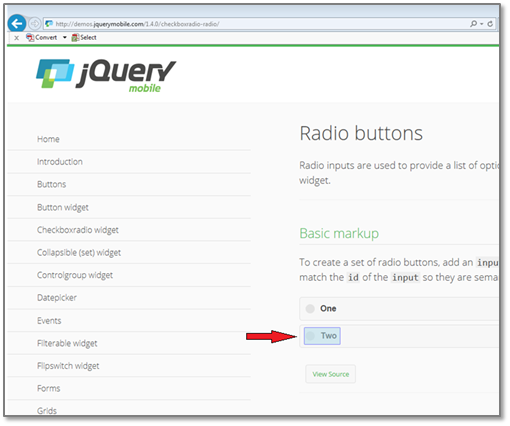 http://demos.jquerymobile.com/1.4.0/checkboxradio-radio/
x Convert Select
jQuery
mobile
Home
Introduction
Buttons
Button widget
Checkboxradio widget
Collapsible (set) widget
Controlgroup widget
Datepicker
Events
Filterable widget
Flipswitch widget
Forms
Grids
Radio buttons
Radio inputs are used to provide a list of optio
widget.
Basic markup
To create a set of radio buttons, add an inpu
match the id of the input so they are sema
One
Two
View Source